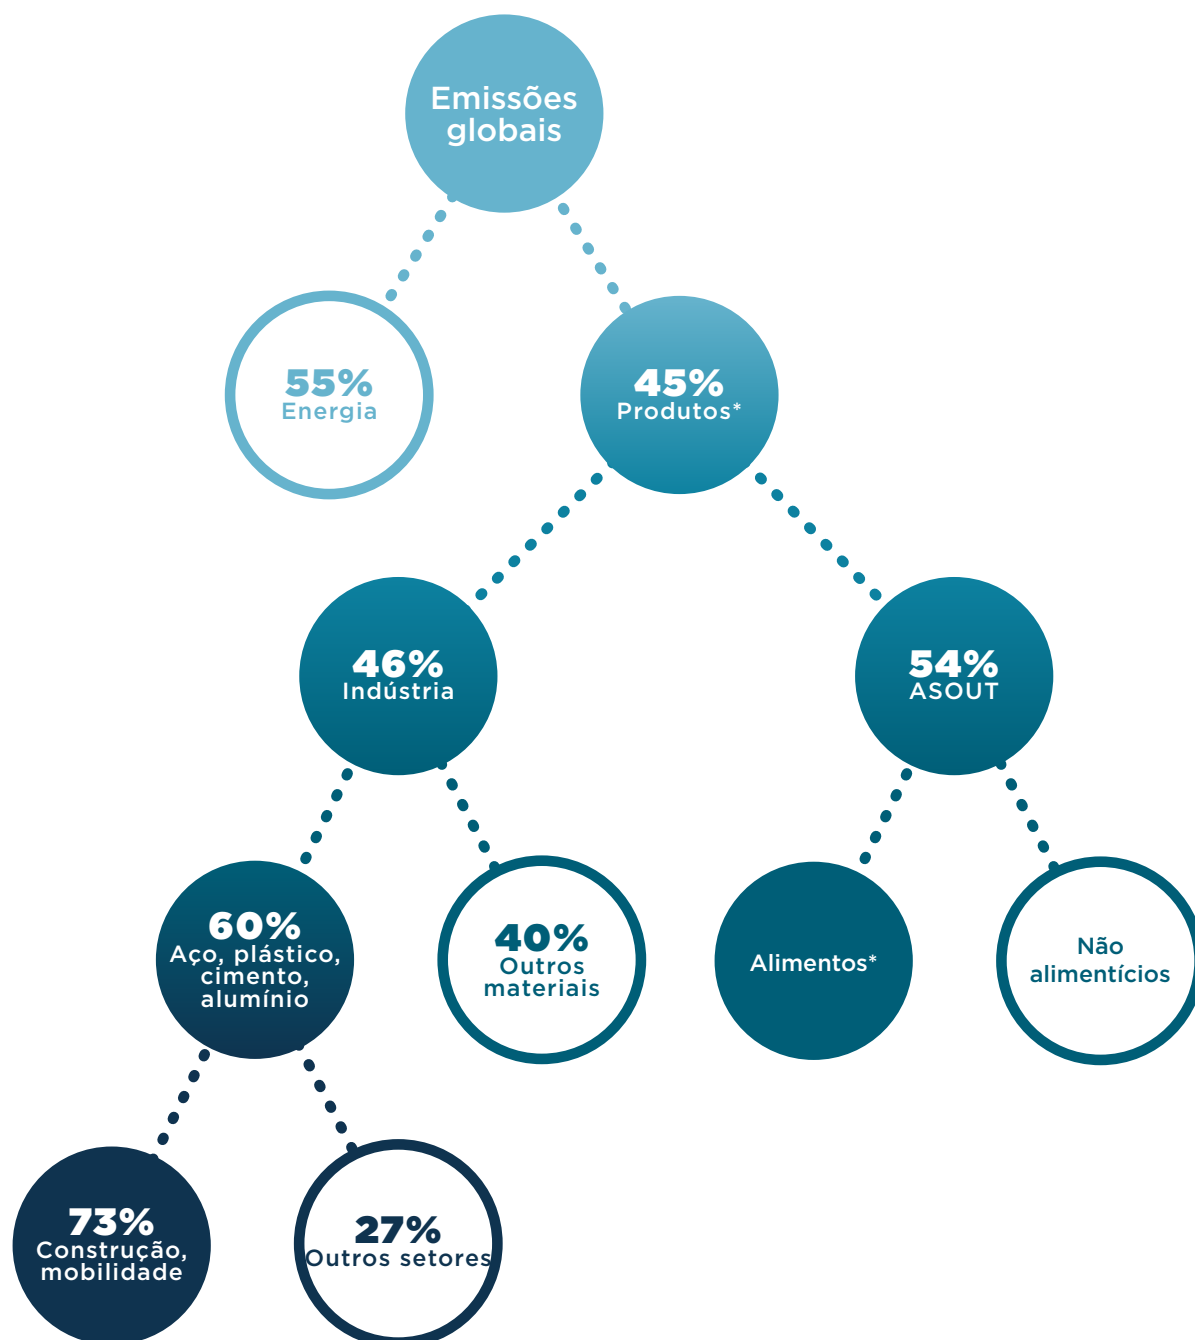 Emissões
globais
55%
Energia
45%
Produtos*
46%
Indústria
54%
ASOUT
60%
Aço, plástico,
cimento,
alumínio
40%
Outros
materiais
Alimentos*
Não
alimentícios
73%
Construção,
mobilidade
27%
Outros setores